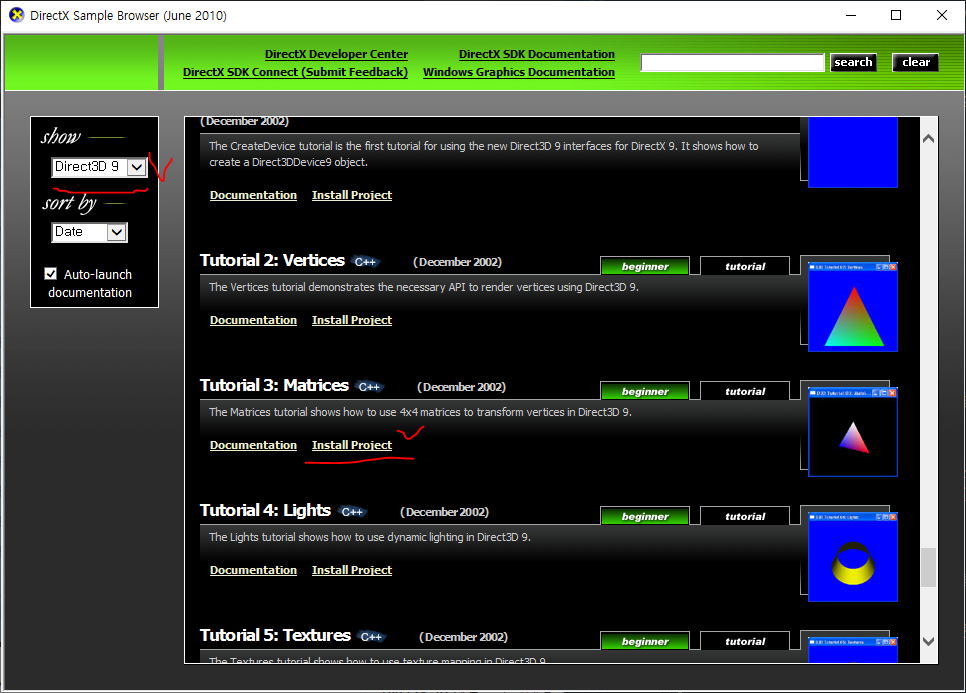 DirectX Sample Browser (June 2010)
DirectX Developer Center
DirectX SDK Documentation
DirectX SDK Connect (Submit Feedback)
Windows Graphics Documentation
search
clear
show
Direct3D 9
sort by
Date
Auto-launch
documentation
(December 2002)
The CreateDevice tutorial is the first tutorial for using the new Direct3D 9 interfaces for DirectX 9. It shows how to
create a Direct3DDevice9 object.
Documentation Install Project
Tutorial 2: Vertices C++ (December 2002) beginner tutorial
The Vertices tutorial demonstrates the necessary API to render vertices using Direct3D 9.
Documentation Install Project
Tutorial 3: Matrices C++ (December 2002) beginner tutorial
The Matrices tutorial shows how to use 4x4 matrices to transform vertices in Direct3D 9.
Documentation Install Project
Tutorial 4: Lights C++ (December 2002) beginner tutorial
The Lights tutorial shows how to use dynamic lighting in Direct3D 9.
Documentation Install Project
Tutorial 5: Textures C++ (December 2002) beginner tutorial
The Textures tutorial shows how to use texture mapping in Direct3D 9.